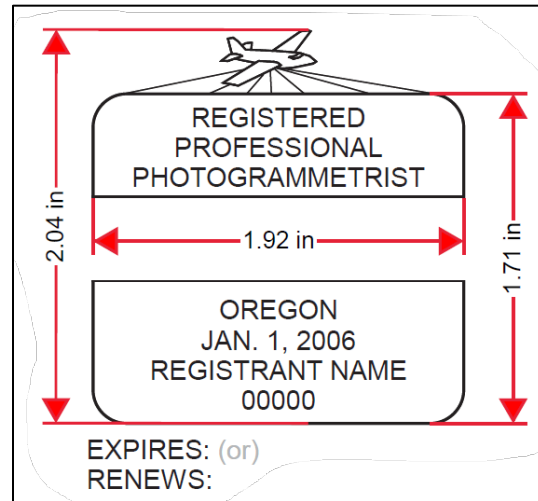 REGISTERED
PROFESSIONAL
PHOTOGRAMMETRIST
2.04 in
1.92 in
1.71 in
OREGON
JAN. 1, 2006
REGISTRANT NAME
00000
EXPIRES: (or)
RENEWS: